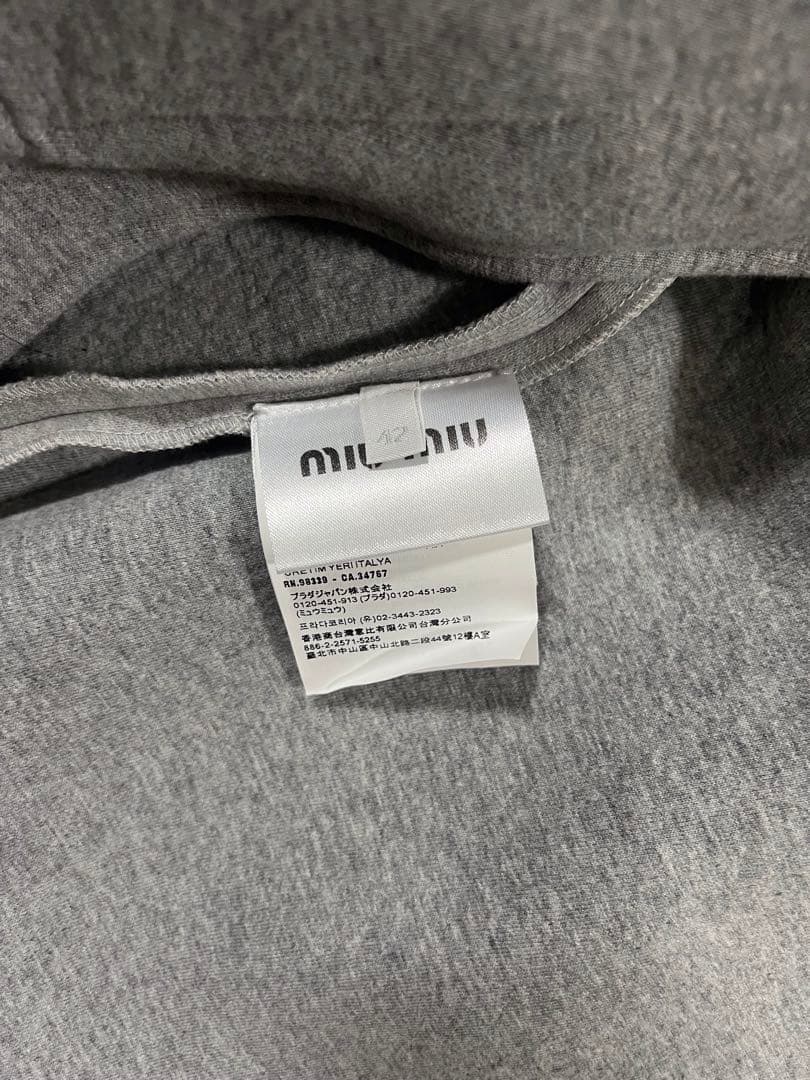 42
miu miu
ÜRETİM YERİ İTALYA
RN.98339 - CA.34767
プラダジャパン株式会社
0120-451-913 (プラダ) 0120-451-993
(ミュウミュウ)
프라다코리아 (유) 02-3443-2323
香港商台灣意比有限公司台灣分公司
886-2-2571-5255
臺北市中山區中山北路二段44號12樓A室